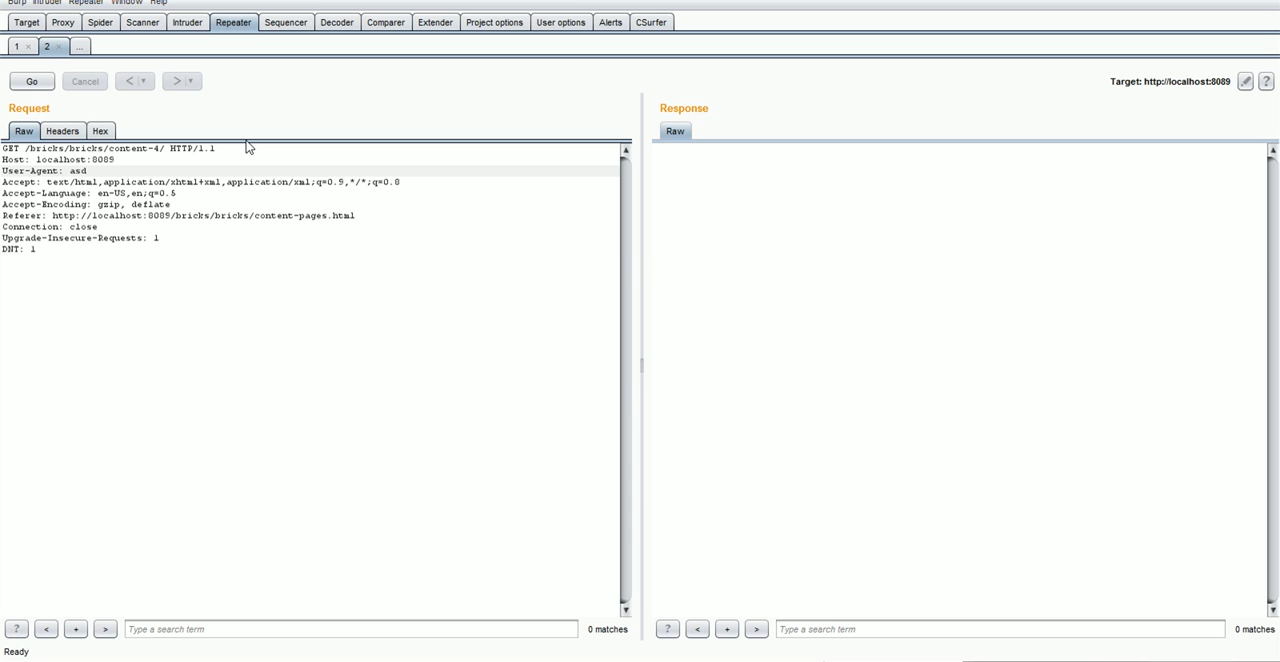 Burp Intruder Repeater Window Help
Target Proxy Spider Scanner Intruder Repeater Sequencer Decoder Comparer Extender Project options User options Alerts CSurfer
1 × 2 × ...
Go Cancel < ▼ > ▼ Target: http://localhost:8089 ?
Request
Raw Headers Hex
GET /bricks/bricks/content-4/ HTTP/1.1
Host: localhost:8089
User-Agent: asd
Accept: text/html,application/xhtml+xml,application/xml;q=0.9,*/*;q=0.8
Accept-Language: en-US,en;q=0.5
Accept-Encoding: gzip, deflate
Referer: http://localhost:8089/bricks/bricks/content-pages.html
Connection: close
Upgrade-Insecure-Requests: 1
DNT: 1
? < + > Type a search term 0 matches
Response
Raw
? < + > Type a search term 0 matches
Ready